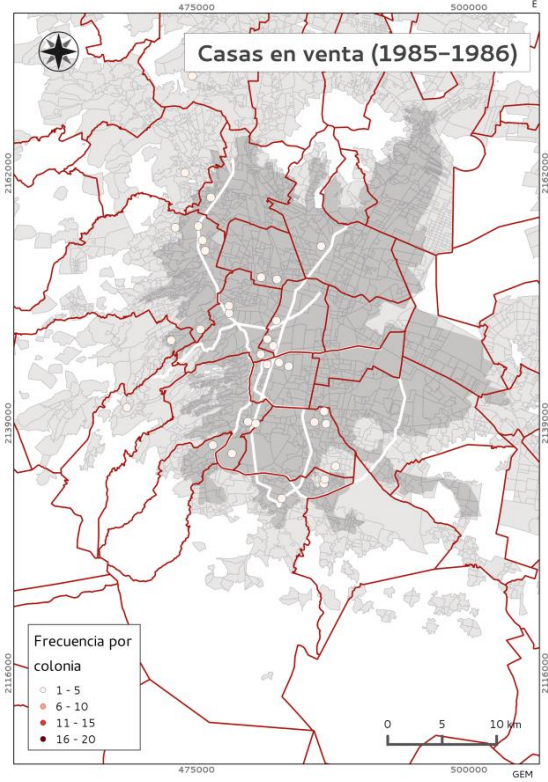 475000
500000
E
Casas en venta (1985–1986)
2162000
2162000
2139000
2139000
2116000
2116000
Frecuencia por
colonia
1 - 5
6 - 10
11 - 15
16 - 20
0 5 10 km
475000
500000
GEM